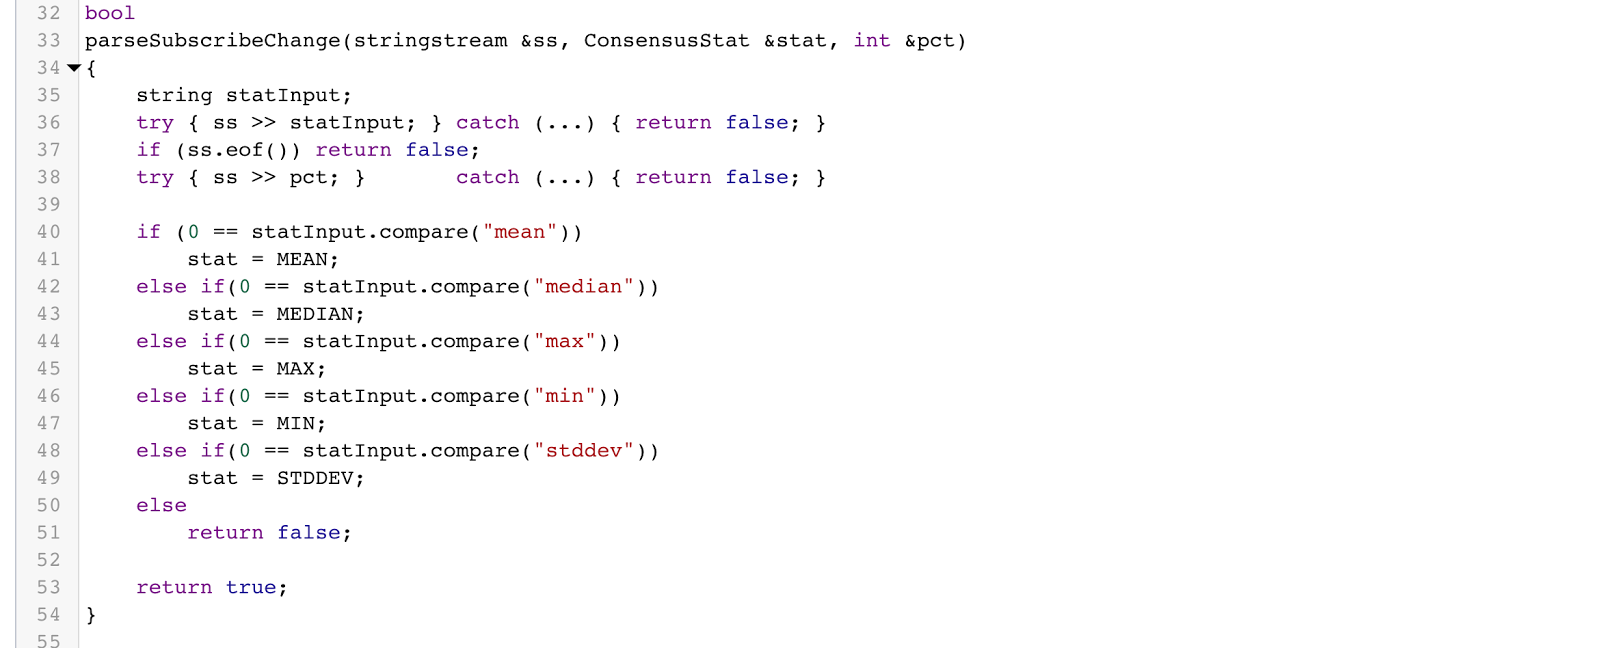 32 bool
33 parseSubscribeChange(stringstream &ss, ConsensusStat &stat, int &pct)
34 {
35     string statInput;
36     try { ss >> statInput; } catch (...) { return false; }
37     if (ss.eof()) return false;
38     try { ss >> pct; }       catch (...) { return false; }
39
40     if (0 == statInput.compare("mean"))
41         stat = MEAN;
42     else if(0 == statInput.compare("median"))
43         stat = MEDIAN;
44     else if(0 == statInput.compare("max"))
45         stat = MAX;
46     else if(0 == statInput.compare("min"))
47         stat = MIN;
48     else if(0 == statInput.compare("stddev"))
49         stat = STDDEV;
50     else
51         return false;
52
53     return true;
54 }
55